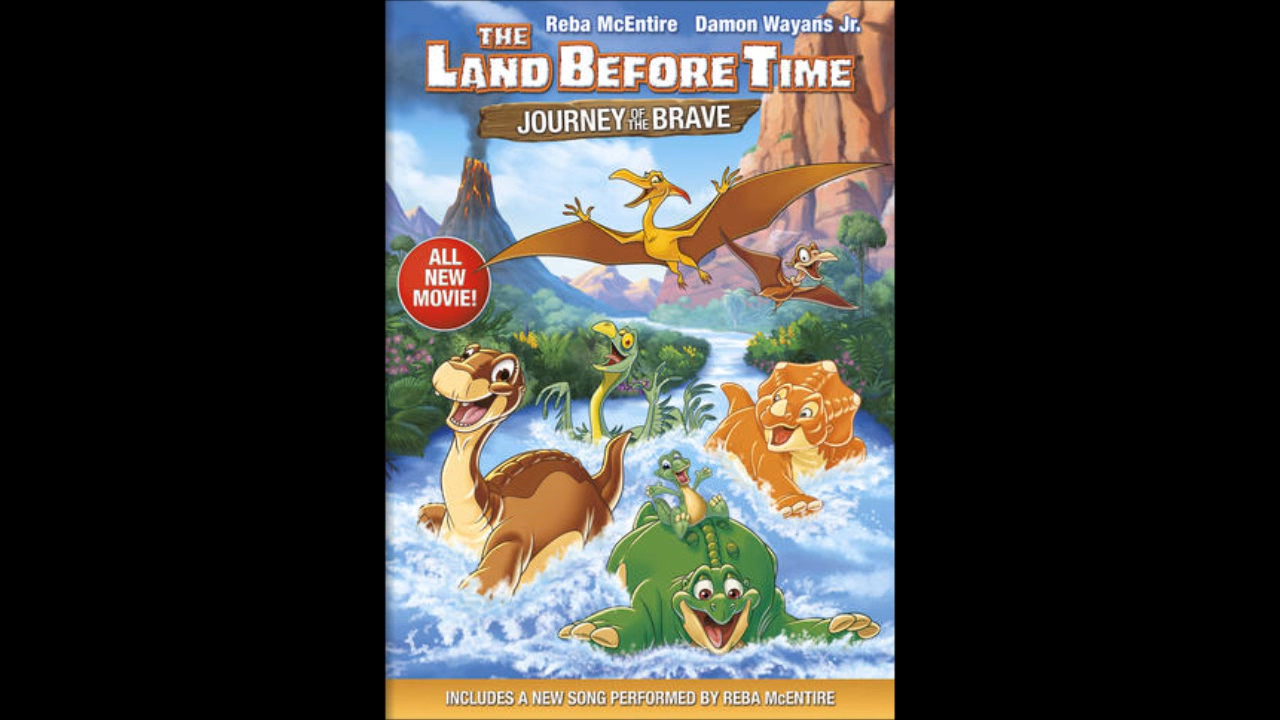 Reba McEntire Damon Wayans Jr.
THE
LAND BEFORE TIME
JOURNEY OF THE BRAVE
ALL
NEW
MOVIE!
INCLUDES A NEW SONG PERFORMED BY REBA McENTIRE